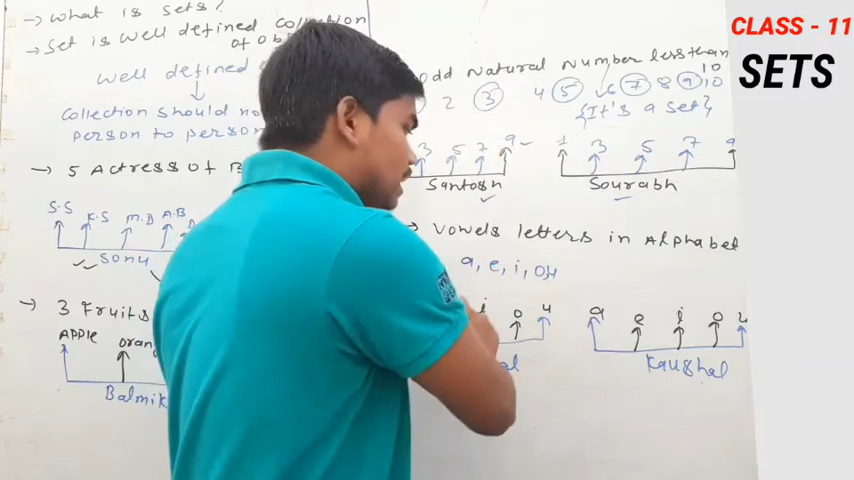 -> What is sets?
-> Set is well defined collection
of
well defined
collection should
person to person
-> 5 Actress of
S.S K.S M.D A.B
Sonu
-> 3 Fruits
APPLE oran
Balmik
odd Natural Number less than
10
2 3 4 5 6 7 8 9 10
{It's a set}
3 5 7 9
Santosh
1 3 5 7 9
Sourabh
Vowels letters in Alphabet
a, e, i, o, u
i o u
al
a e i o u
Kaushal
CLASS - 11
SETS